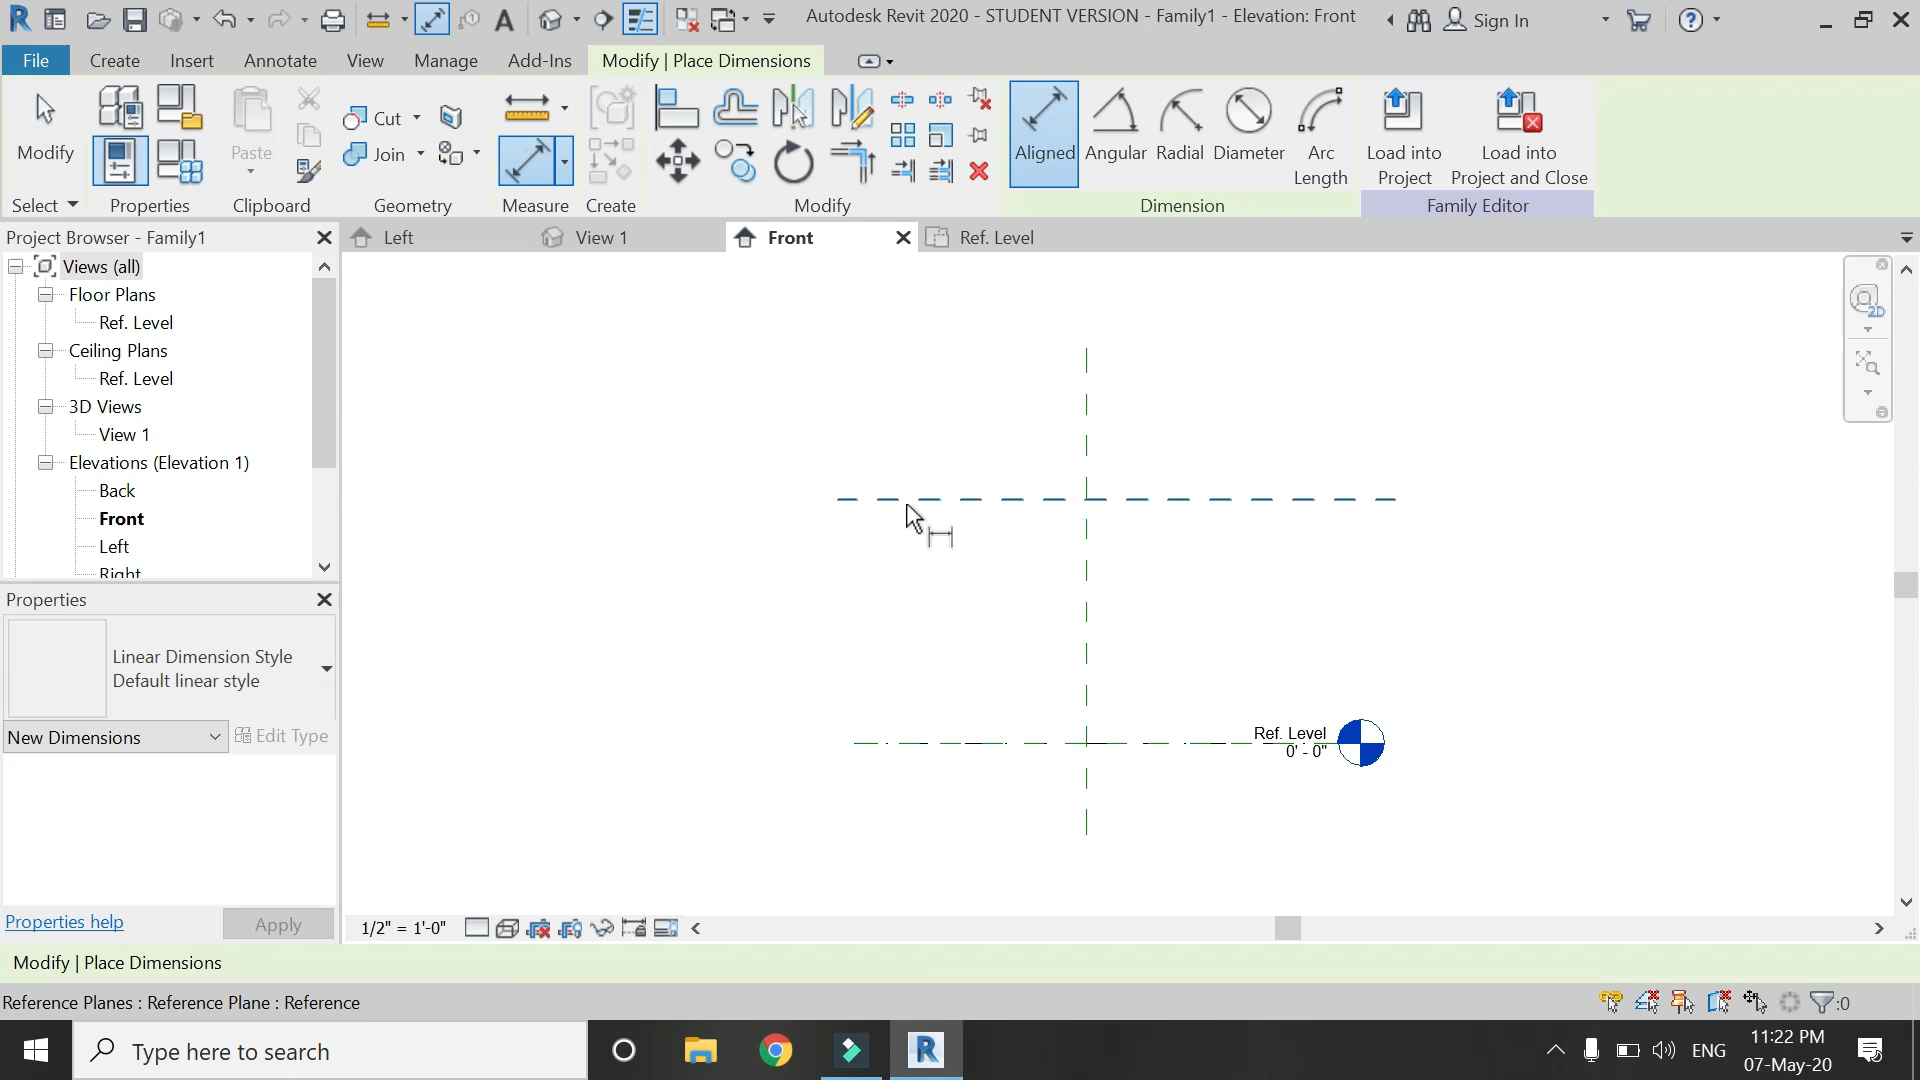 Autodesk Revit 2020 - STUDENT VERSION - Family1 - Elevation: Front
Sign In
File
Create
Insert
Annotate
View
Manage
Add-Ins
Modify | Place Dimensions
Modify
Paste
Cut
Join
Aligned
Angular
Radial
Diameter
Arc
Length
Load into
Project
Load into
Project and Close
Select
Properties
Clipboard
Geometry
Measure
Create
Modify
Dimension
Family Editor
Project Browser - Family1
Left
View 1
Front
Ref. Level
Views (all)
Floor Plans
Ref. Level
Ceiling Plans
Ref. Level
3D Views
View 1
Elevations (Elevation 1)
Back
Front
Left
Right
Properties
Linear Dimension Style
Default linear style
New Dimensions
Edit Type
Properties help
Apply
2D
Ref. Level
0' - 0"
1/2" = 1'-0"
Modify | Place Dimensions
Reference Planes : Reference Plane : Reference
:0
Type here to search
ENG
11:22 PM
07-May-20